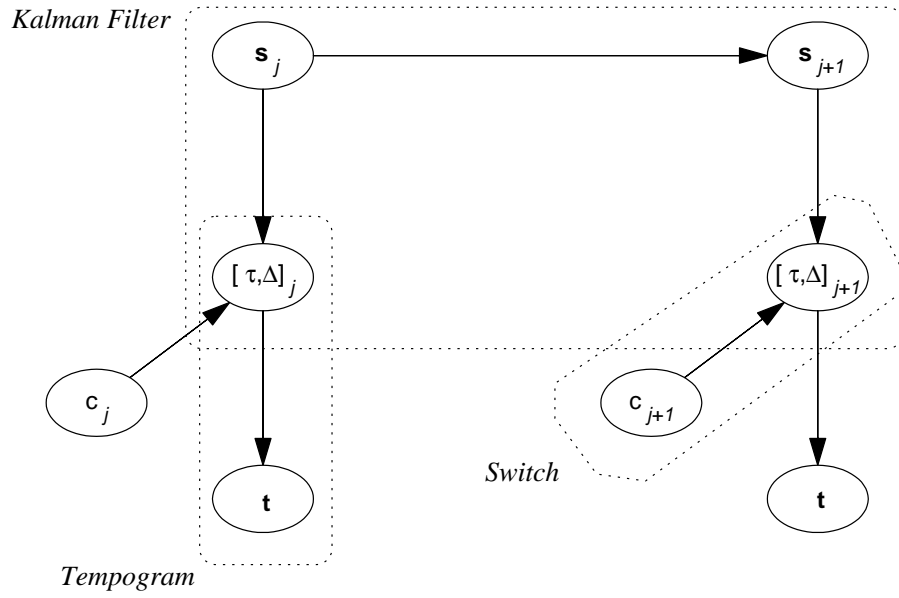 Kalman Filter
s j
s j+1
[ τ,Δ] j
[ τ,Δ] j+1
c j
c j+1
Switch
t
t
Tempogram